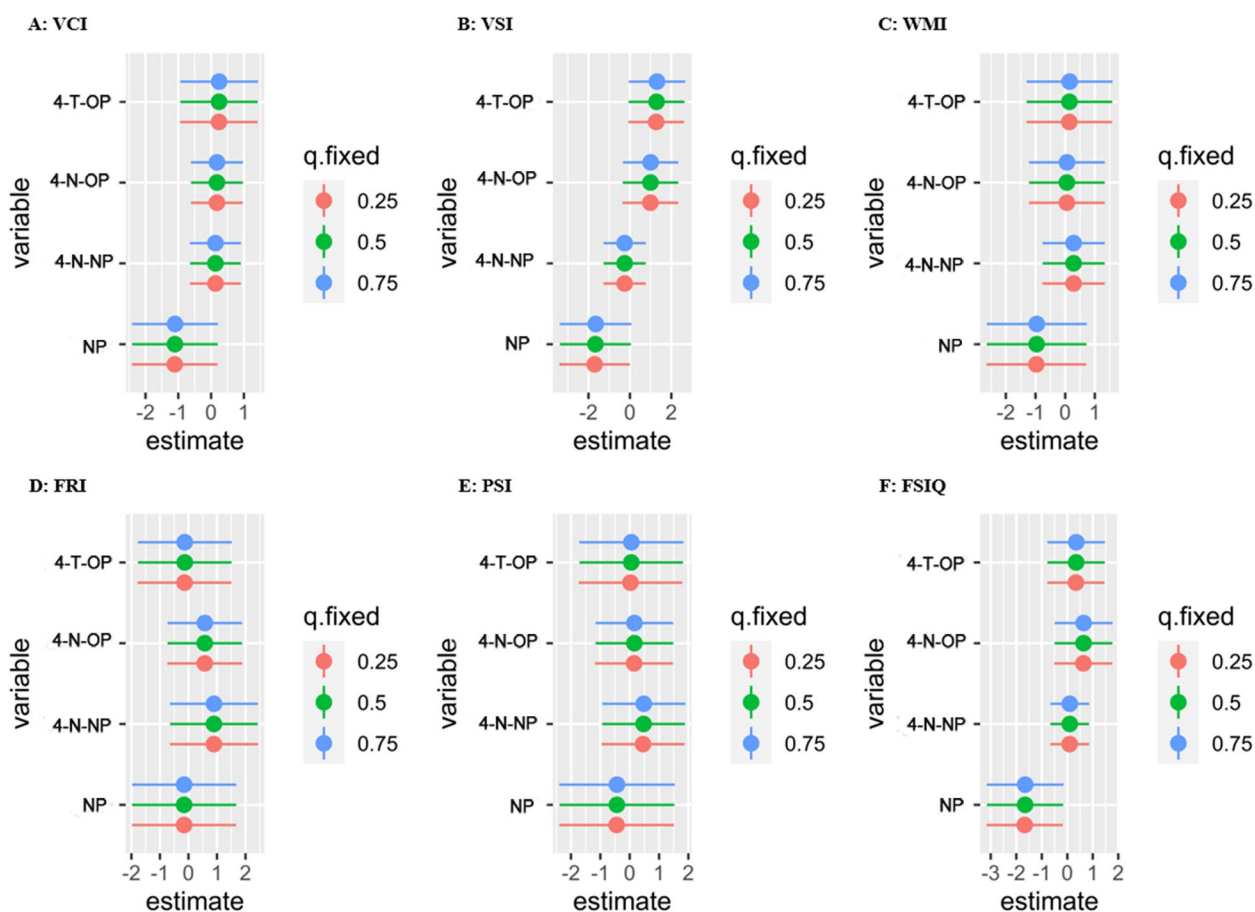 A: VCI
variable
4-T-OP
4-N-OP
4-N-NP
NP
-2 -1 0 1
estimate
q.fixed
0.25
0.5
0.75
B: VSI
variable
4-T-OP
4-N-OP
4-N-NP
NP
-2 0 2
estimate
q.fixed
0.25
0.5
0.75
C: WMI
variable
4-T-OP
4-N-OP
4-N-NP
NP
-2 -1 0 1
estimate
q.fixed
0.25
0.5
0.75
D: FRI
variable
4-T-OP
4-N-OP
4-N-NP
NP
-2 -1 0 1 2
estimate
q.fixed
0.25
0.5
0.75
E: PSI
variable
4-T-OP
4-N-OP
4-N-NP
NP
-2 -1 0 1 2
estimate
q.fixed
0.25
0.5
0.75
F: FSIQ
variable
4-T-OP
4-N-OP
4-N-NP
NP
-3 -2 -1 0 1 2
estimate
q.fixed
0.25
0.5
0.75